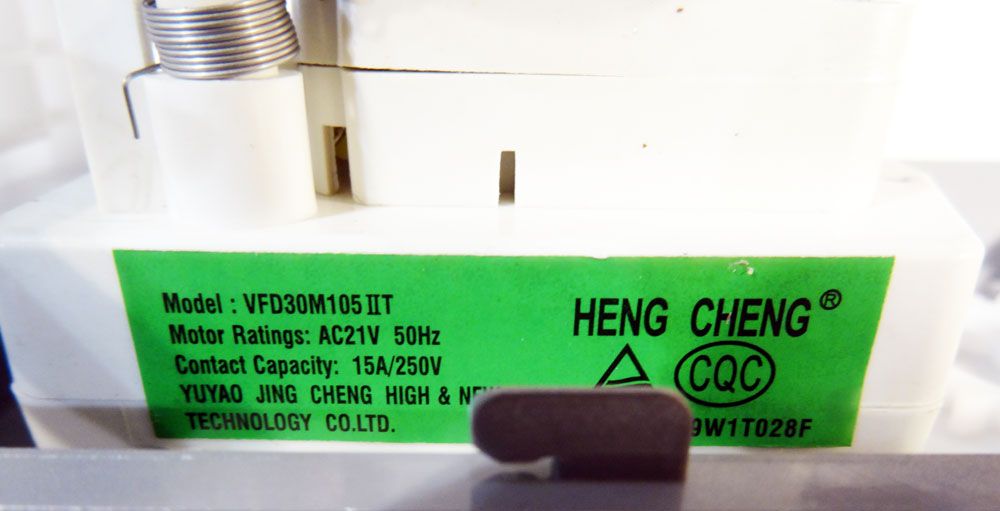 Model : VFD30M105ⅡT
Motor Ratings: AC21V 50Hz
Contact Capacity: 15A/250V
YUYAO JING CHENG HIGH &
TECHNOLOGY CO.LTD.
HENG CHENG®
CQC
9W1T028F